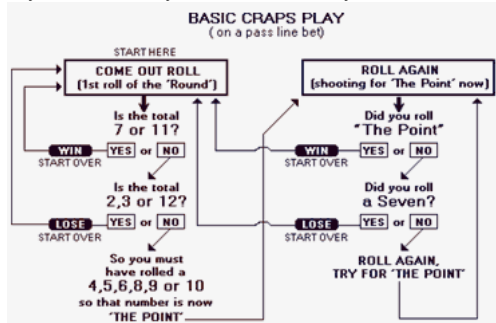 BASIC CRAPS PLAY
( on a pass line bet)
START HERE
COME OUT ROLL
(1st roll of the 'Round')
Is the total
7 or 11?
WIN YES or NO
START OVER
Is the total
2,3 or 12?
LOSE YES or NO
START OVER
So you must
have rolled a
4,5,6,8,9 or 10
so that number is now
'THE POINT'
ROLL AGAIN
(shooting for 'The Point' now)
Did you roll
"The Point"
WIN YES or NO
START OVER
Did you roll
a Seven?
LOSE YES or NO
START OVER
ROLL AGAIN,
TRY FOR 'THE POINT'